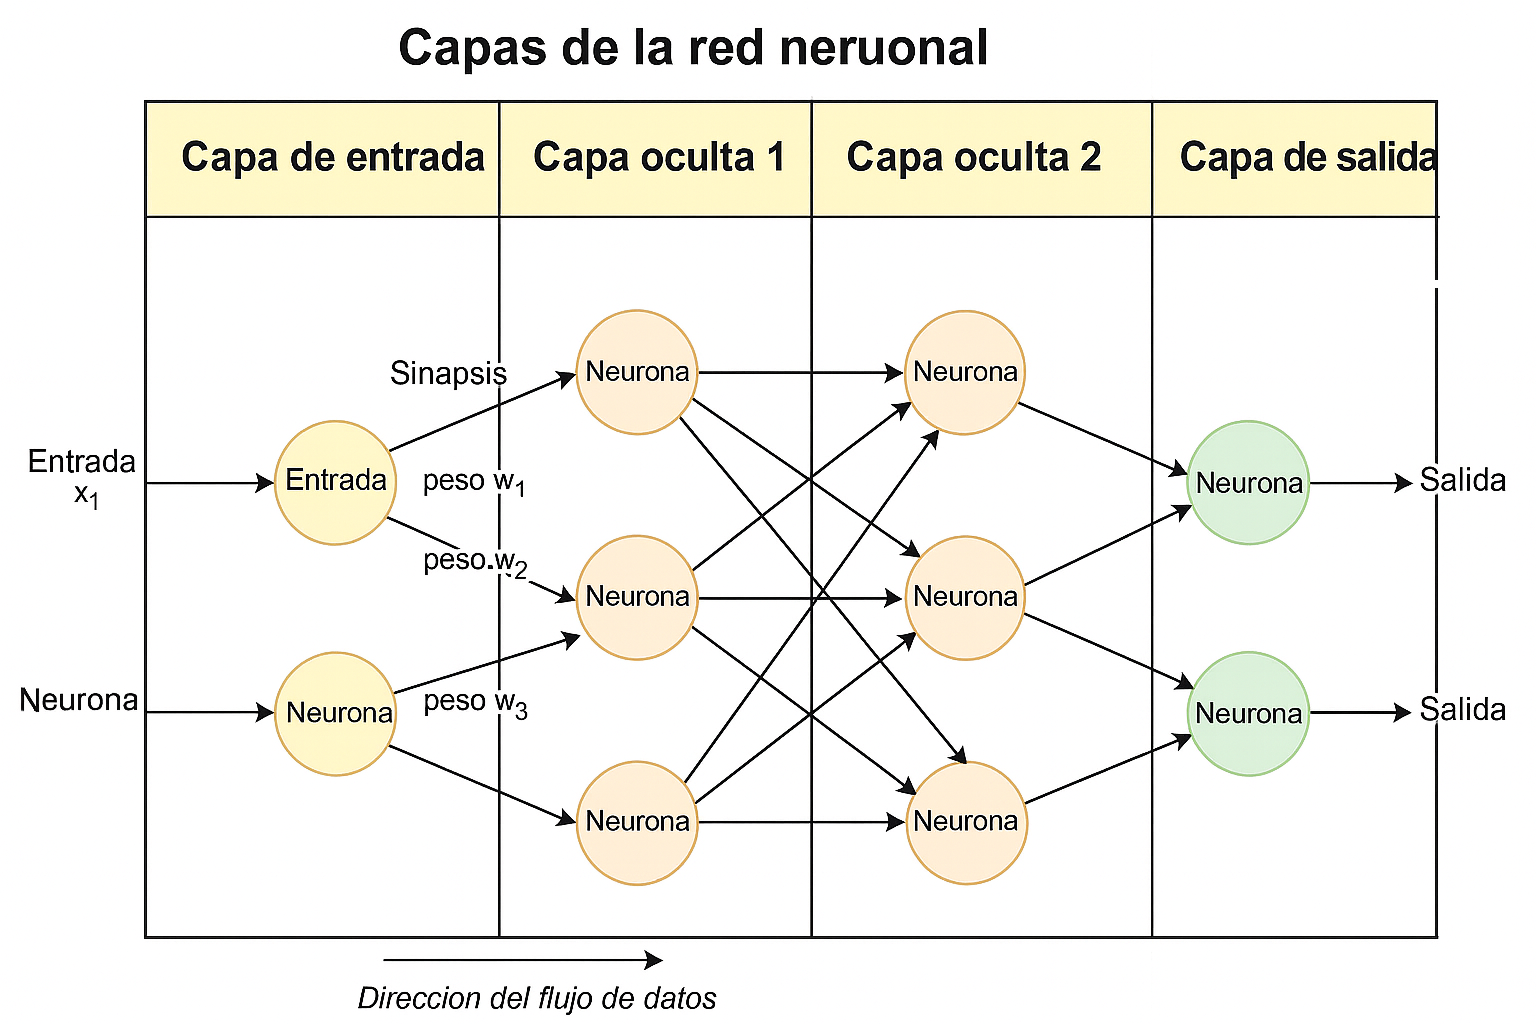 Capas de la red neruonal
Capa de entrada
Capa oculta 1
Capa oculta 2
Capa de salida
Sinapsis
Neurona
Neurona
Entrada
x₁
Entrada
peso w₁
Neurona
Salida
peso w₂
Neurona
Neurona
Neurona
Neurona
peso w₃
Neurona
Salida
Neurona
Neurona
Direccion del flujo de datos